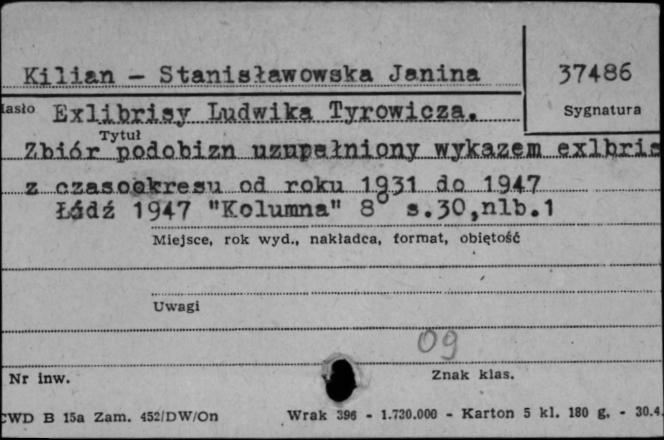 Kilian - Stanisławowska Janina
37486
Hasło Exlibrisy Ludwika Tyrowicza.
Sygnatura
Tytuł
Zbiór podobizn uzupałniony wykazem exlbris
z czasookresu od roku 1931 do 1947
Łódź 1947 "Kolumna" 8° s.30,nlb.1
Miejsce, rok wyd., nakładca, format, objętość
Uwagi
09
Nr inw.
Znak klas.
CWD B 15a Zam. 452/DW/On Wrak 396 - 1.720.000 - Karton 5 kl. 180 g. - 30.4.